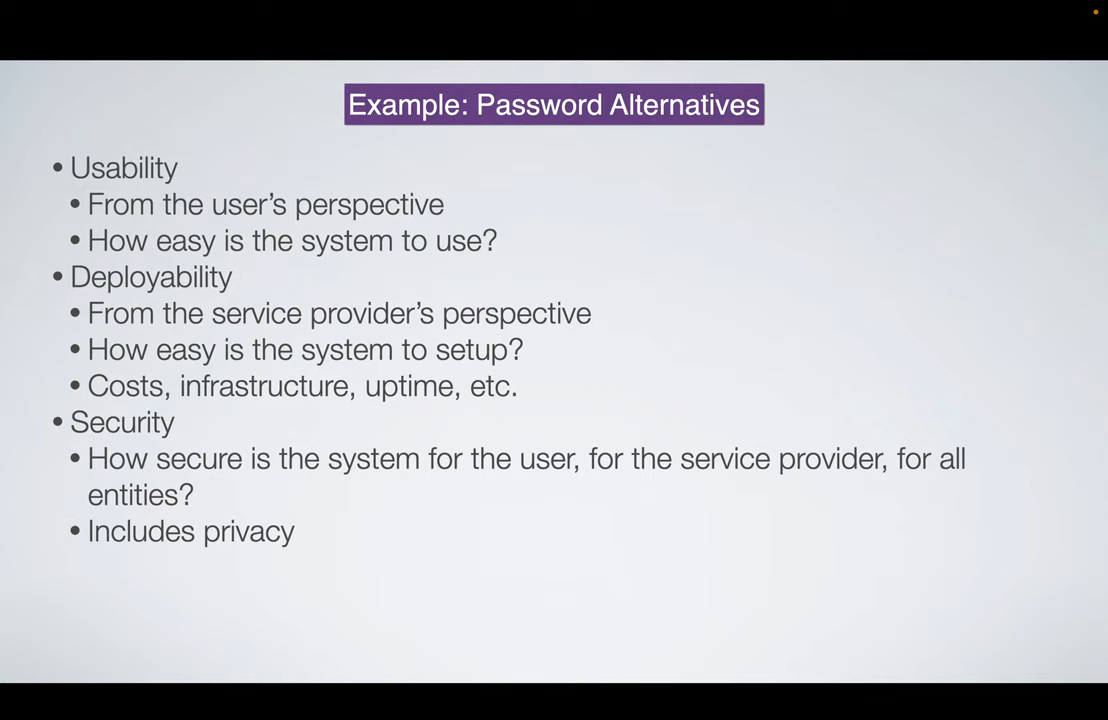 Example: Password Alternatives
• Usability
• From the user’s perspective
• How easy is the system to use?
• Deployability
• From the service provider’s perspective
• How easy is the system to setup?
• Costs, infrastructure, uptime, etc.
• Security
• How secure is the system for the user, for the service provider, for all
entities?
• Includes privacy